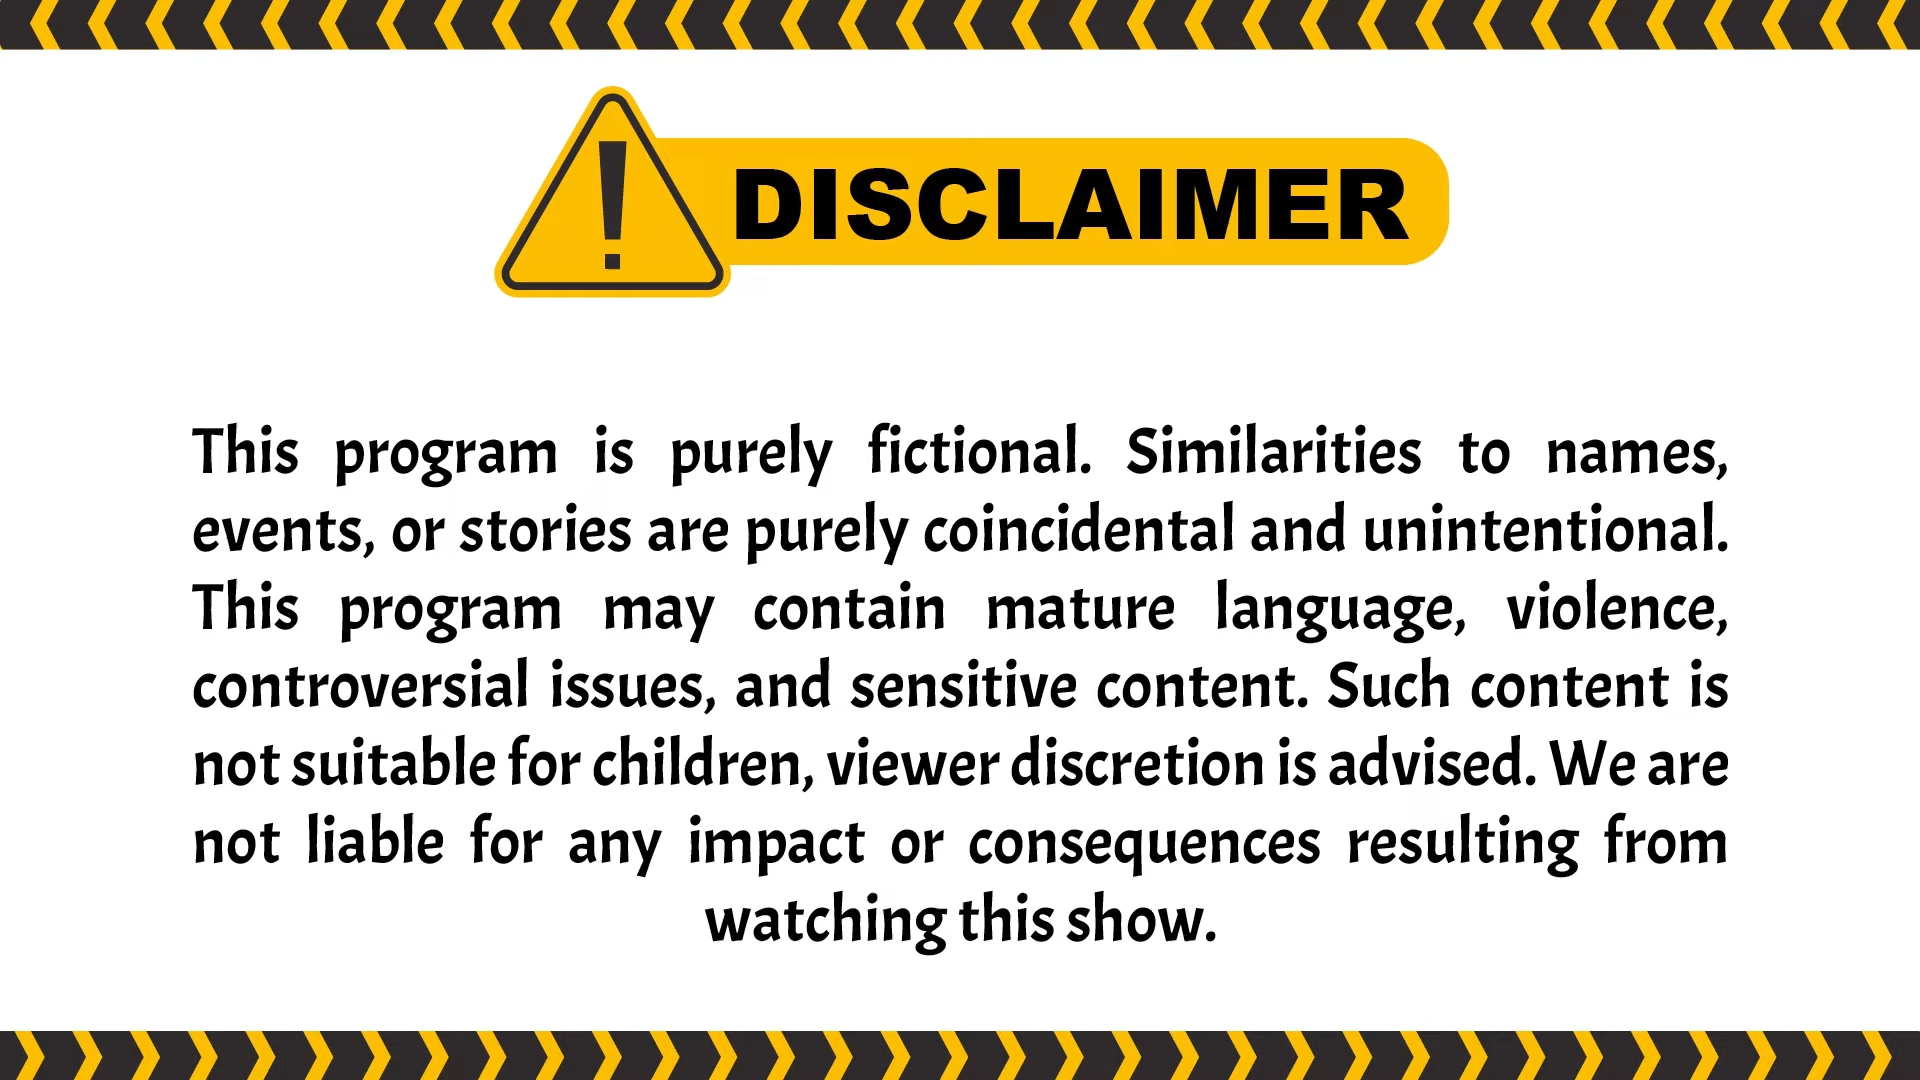 !
DISCLAIMER
This program is purely fictional. Similarities to names,
events, or stories are purely coincidental and unintentional.
This program may contain mature language, violence,
controversial issues, and sensitive content. Such content is
not suitable for children, viewer discretion is advised. We are
not liable for any impact or consequences resulting from
watching this show.